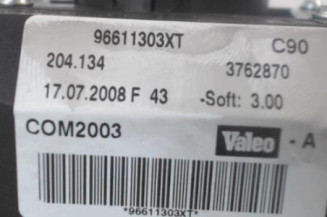 96611303XT C90
204.134 3762870
17.07.2008 F 43 -Soft: 3.00
COM2003 Valeo - A
*96611303XT*